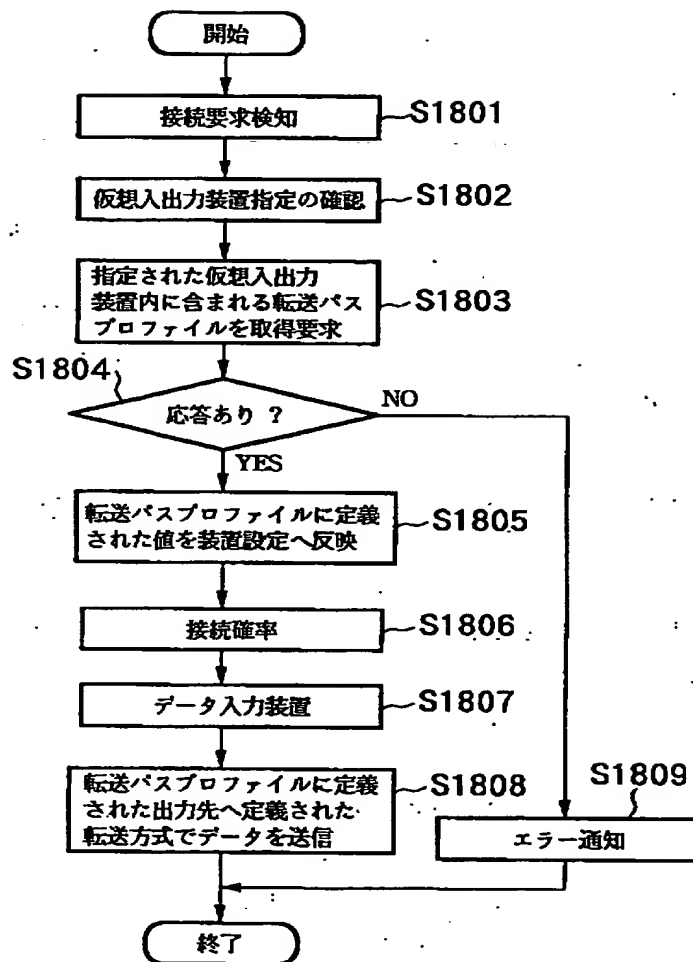 開始
接続要求検知
S1801
仮想入出力装置指定の確認
S1802
指定された仮想入出力
装置内に含まれる転送パス
プロファイルを取得要求
S1803
S1804
応答あり ?
NO
YES
転送パスプロファイルに定義
された値を装置設定へ反映
S1805
接続確率
S1806
データ入力装置
S1807
転送パスプロファイルに定義
された出力先へ定義された
転送方式でデータを送信
S1808
S1809
エラー通知
終了